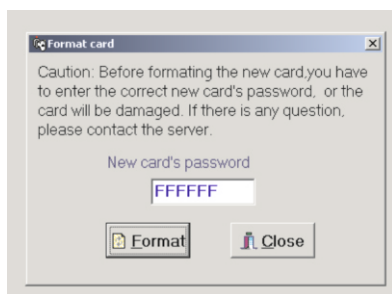 Format card
Caution: Before formating the new card,you have
to enter the correct new card's password, or the
card will be damaged. If there is any question,
please contact the server.
New card's password
FFFFFF
Format
Close